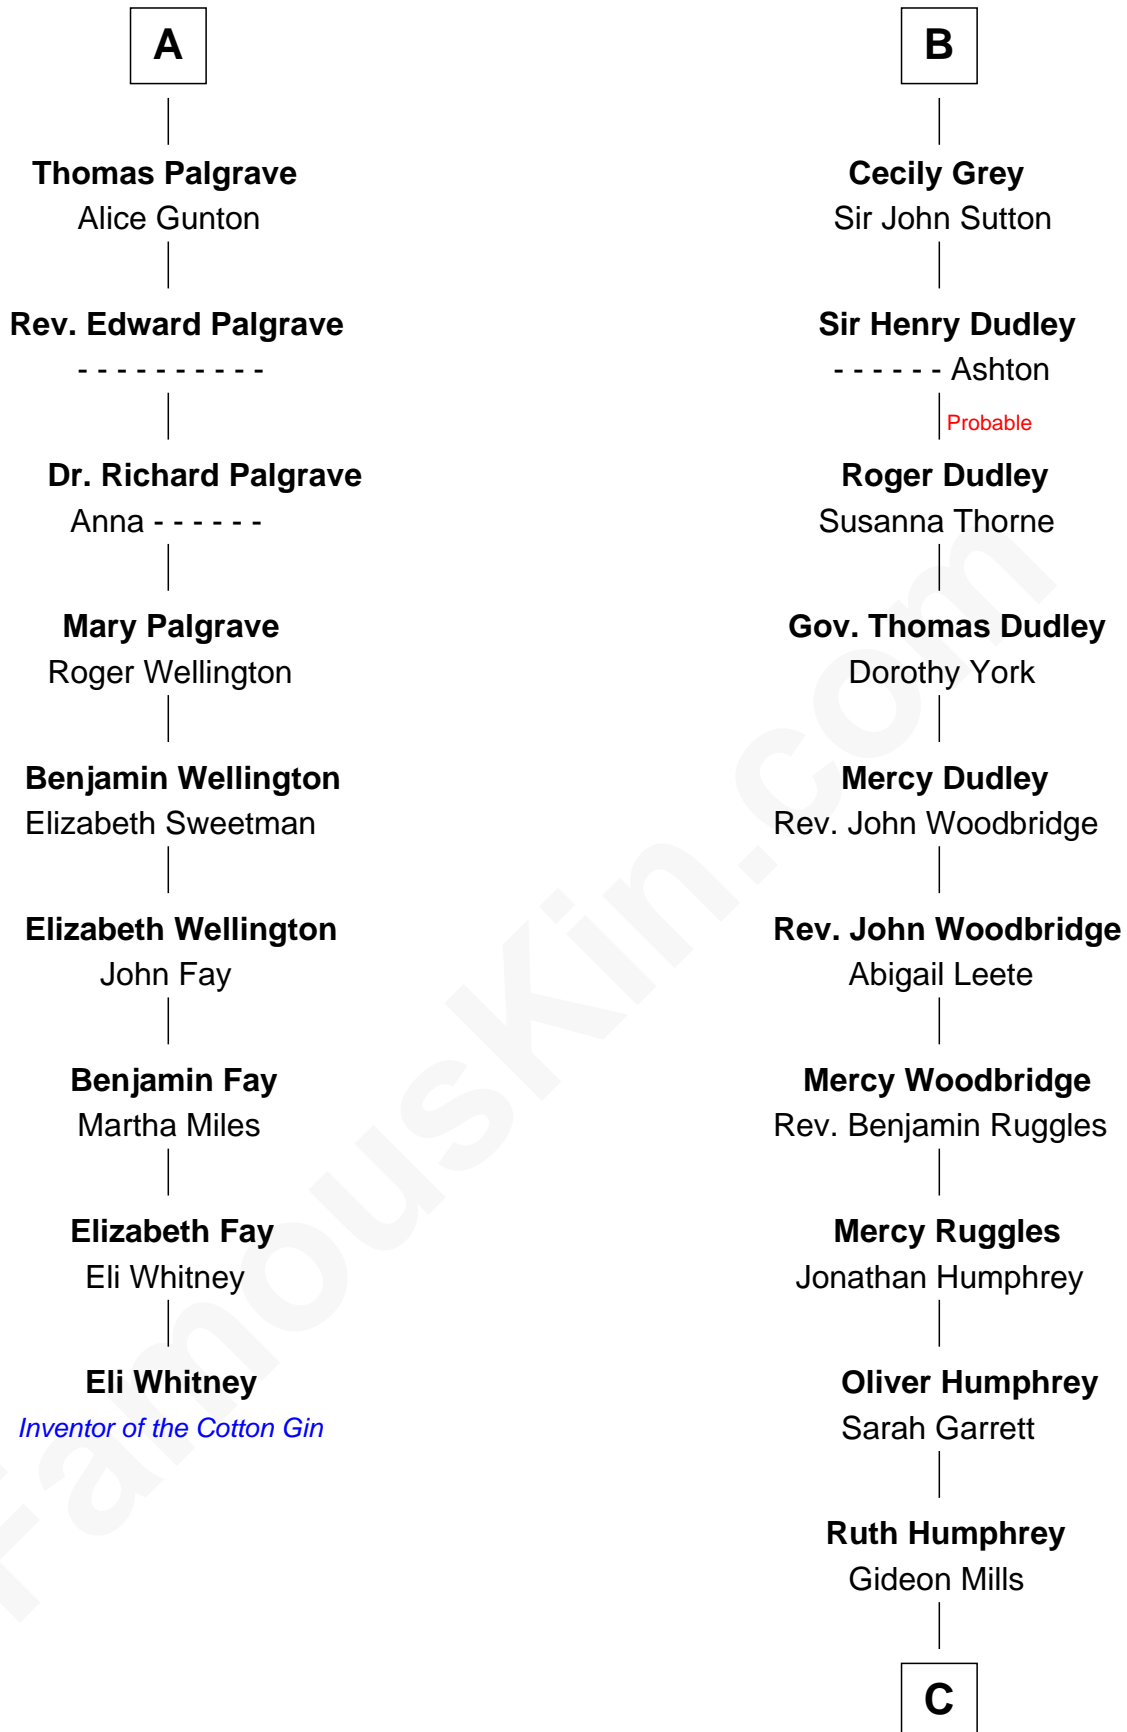 A
Thomas Palgrave
Alice Gunton
Rev. Edward Palgrave
- - - - - - - - - -
Dr. Richard Palgrave
Anna - - - - - -
Mary Palgrave
Roger Wellington
Benjamin Wellington
Elizabeth Sweetman
Elizabeth Wellington
John Fay
Benjamin Fay
Martha Miles
Elizabeth Fay
Eli Whitney
Eli Whitney
Inventor of the Cotton Gin
B
Cecily Grey
Sir John Sutton
Sir Henry Dudley
- - - - - - Ashton
Probable
Roger Dudley
Susanna Thorne
Gov. Thomas Dudley
Dorothy York
Mercy Dudley
Rev. John Woodbridge
Rev. John Woodbridge
Abigail Leete
Mercy Woodbridge
Rev. Benjamin Ruggles
Mercy Ruggles
Jonathan Humphrey
Oliver Humphrey
Sarah Garrett
Ruth Humphrey
Gideon Mills
C
FamousKin.com